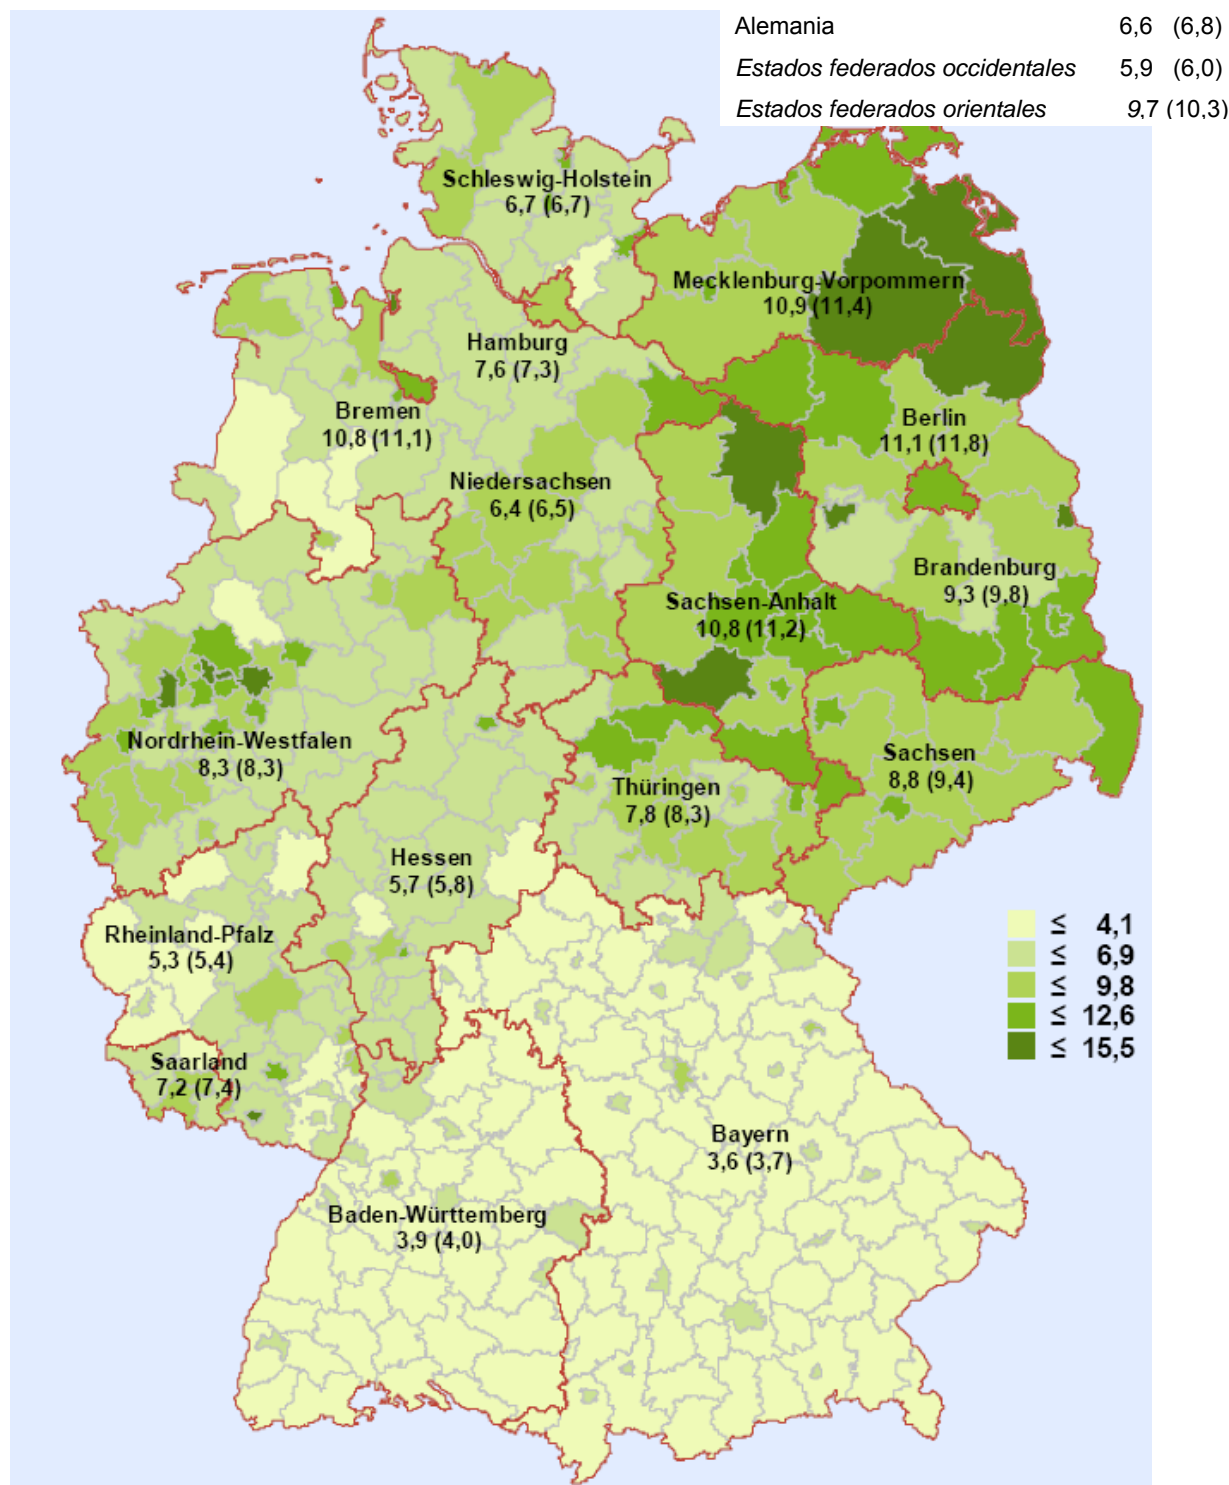 Alemania 6,6 (6,8)
Estados federados occidentales 5,9 (6,0)
Estados federados orientales 9,7 (10,3)
Schleswig-Holstein
6,7 (6,7)
Mecklenburg-Vorpommern
10,9 (11,4)
Hamburg
7,6 (7,3)
Bremen
10,8 (11,1)
Berlin
11,1 (11,8)
Niedersachsen
6,4 (6,5)
Brandenburg
9,3 (9,8)
Sachsen-Anhalt
10,8 (11,2)
Nordrhein-Westfalen
8,3 (8,3)
Sachsen
8,8 (9,4)
Thüringen
7,8 (8,3)
Hessen
5,7 (5,8)
Rheinland-Pfalz
5,3 (5,4)
≤ 4,1
≤ 6,9
≤ 9,8
≤ 12,6
≤ 15,5
Saarland
7,2 (7,4)
Bayern
3,6 (3,7)
Baden-Württemberg
3,9 (4,0)